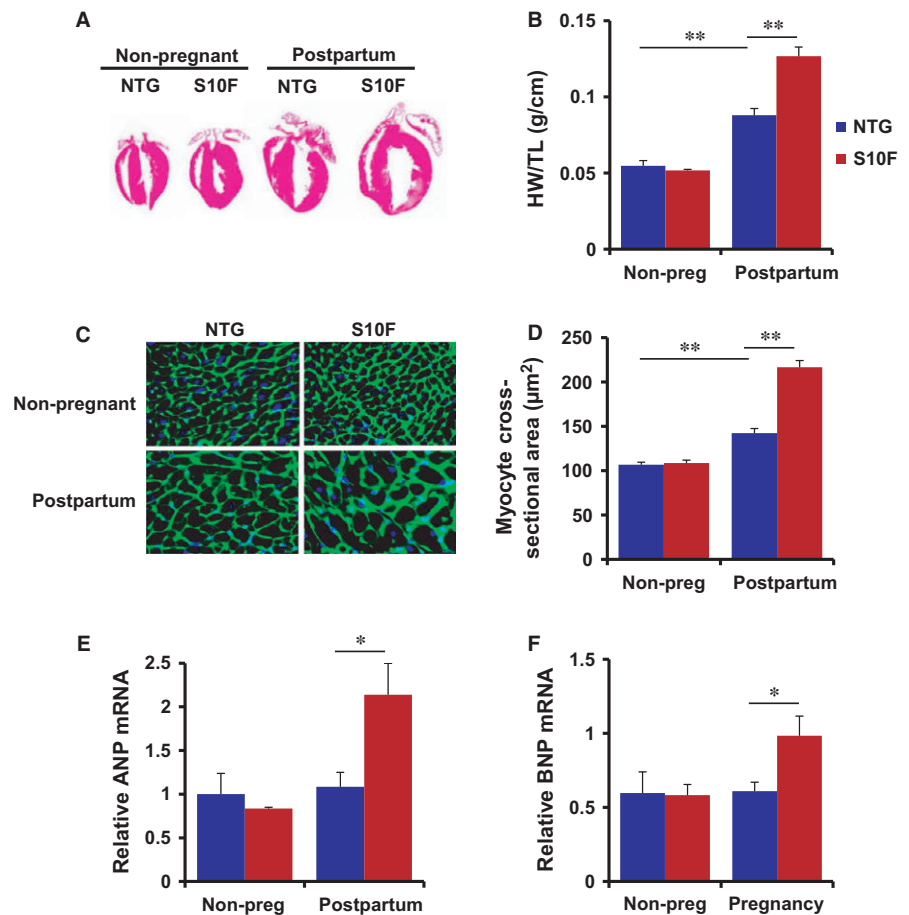 A
Non-pregnant Postpartum
NTG S10F NTG S10F
B
HW/TL (g/cm)
0.15
0.1
0.05
0
** **
Non-preg Postpartum
NTG
S10F
C
NTG S10F
Non-pregnant
Postpartum
D
Myocyte cross-
sectional area (µm²)
250
200
150
100
50
0
** **
Non-preg Postpartum
E
Relative ANP mRNA
2.5
2
1.5
1
0.5
0
*
Non-preg Postpartum
F
Relative BNP mRNA
1.5
1
0.5
0
*
Non-preg Pregnancy